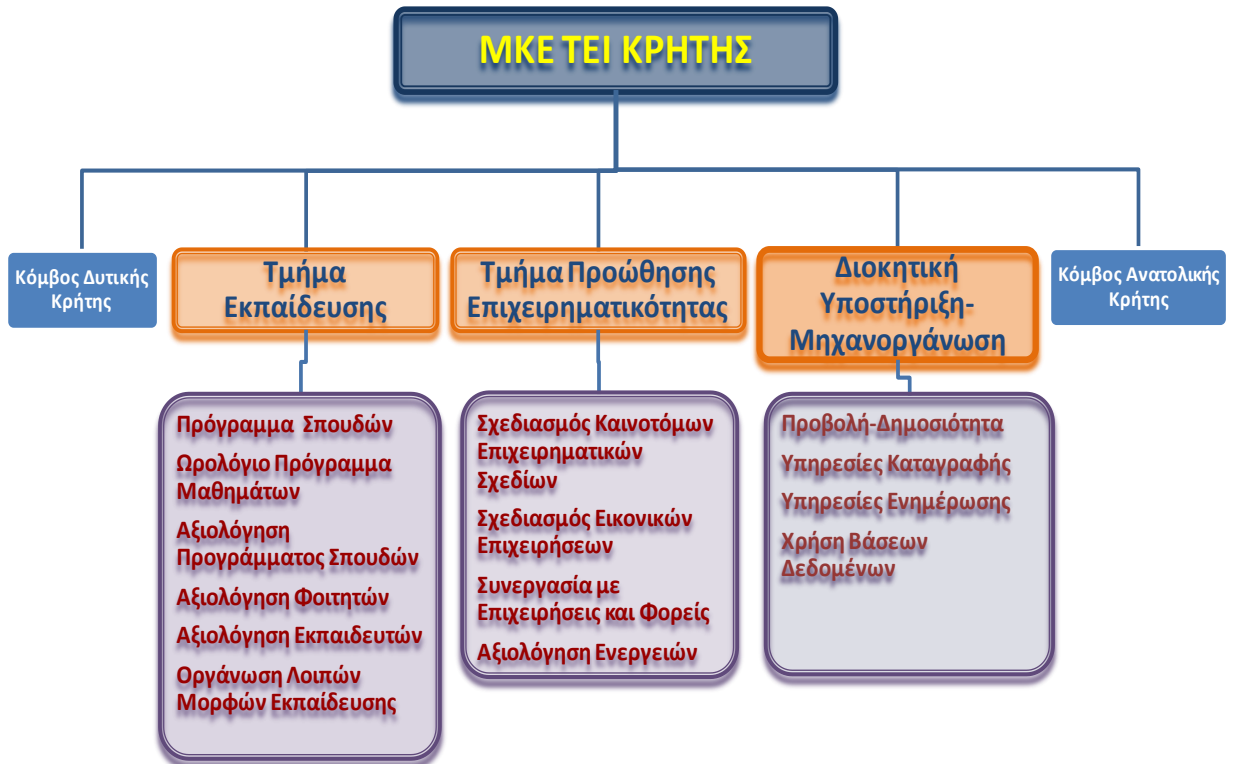 ΜΚΕ ΤΕΙ ΚΡΗΤΗΣ
Κόμβος Δυτικής
Κρήτης
Τμήμα
Εκπαίδευσης
Τμήμα Προώθησης
Επιχειρηματικότητας
Διοκητική
Υποστήριξη-
Μηχανοργάνωση
Κόμβος Ανατολικής
Κρήτης
Πρόγραμμα Σπουδών
Ωρολόγιο Πρόγραμμα
Μαθημάτων
Αξιολόγηση
Προγράμματος Σπουδών
Αξιολόγηση Φοιτητών
Αξιολόγηση Εκπαιδευτών
Οργάνωση Λοιπών
Μορφών Εκπαίδευσης
Σχεδιασμός Καινοτόμων
Επιχειρηματικών
Σχεδίων
Σχεδιασμός Εικονικών
Επιχειρήσεων
Συνεργασία με
Επιχειρήσεις και Φορείς
Αξιολόγηση Ενεργειών
Προβολή-Δημοσιότητα
Υπηρεσίες Καταγραφής
Υπηρεσίες Ενημέρωσης
Χρήση Βάσεων
Δεδομένων